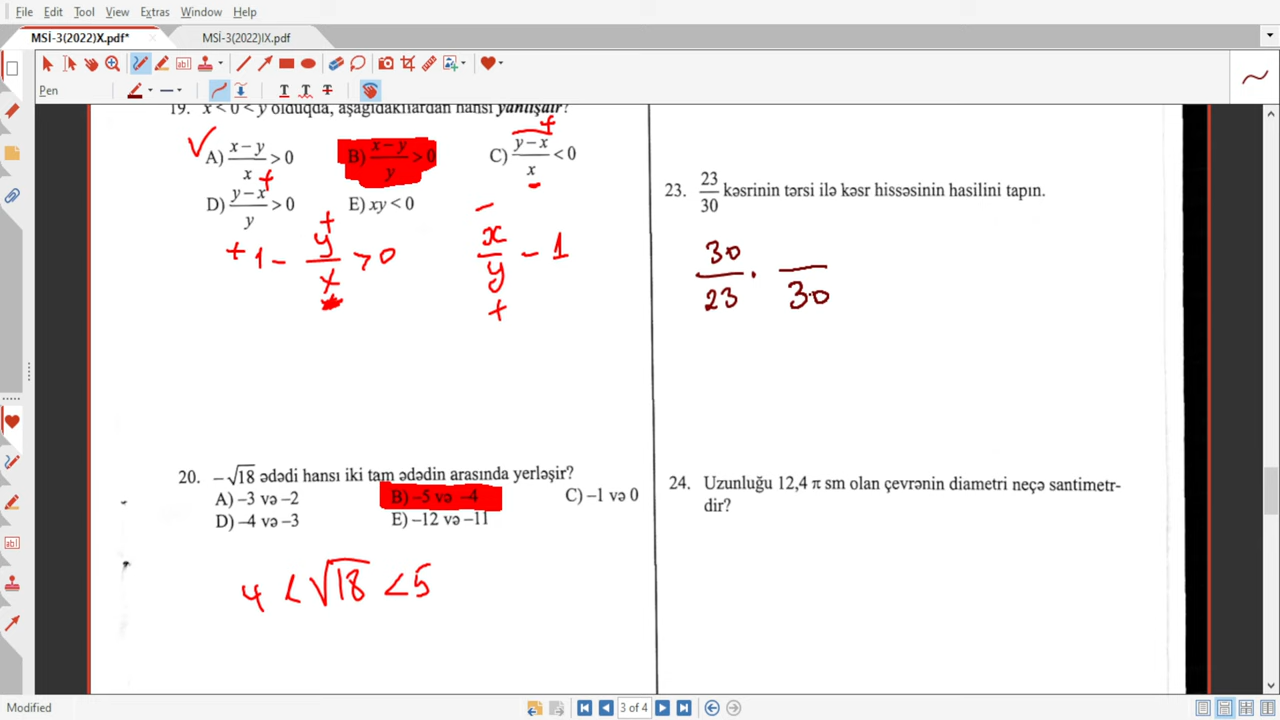 File Edit Tool View Extras Window Help
MSİ-3(2022)X.pdf*
MSİ-3(2022)IX.pdf
ab|
Pen
T T T
19. x < 0 < y olduqda, aşağıdakılardan hansı yanlışdır?
A) x−y/x > 0
B) x−y/y > 0
C) y−x/x < 0
D) y−x/y > 0
E) xy < 0
+1 − y/x > 0
x/y − 1
20. −√18 ədədi hansı iki tam ədədin arasında yerləşir?
A) −3 və −2
B) −5 və −4
C) −1 və 0
D) −4 və −3
E) −12 və −11
4 < √18 < 5
23. 23/30 kəsrinin tərsi ilə kəsr hissəsinin hasilini tapın.
30/23 · /30
24. Uzunluğu 12,4 π sm olan çevrənin diametri neçə santimetr-
dir?
Modified
3 of 4